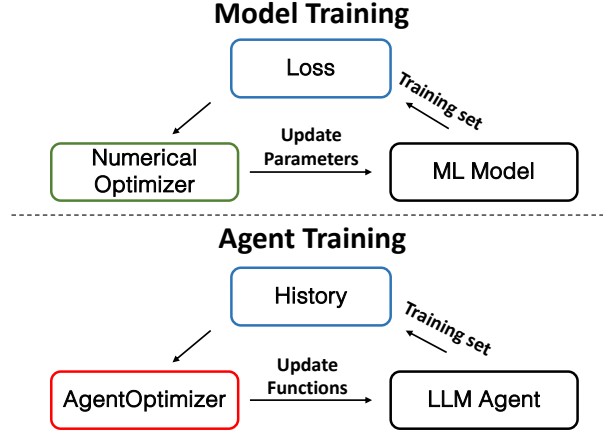 Model Training
Loss
Training set
Update
Parameters
Numerical
Optimizer
ML Model
Agent Training
History
Training set
Update
Functions
AgentOptimizer
LLM Agent